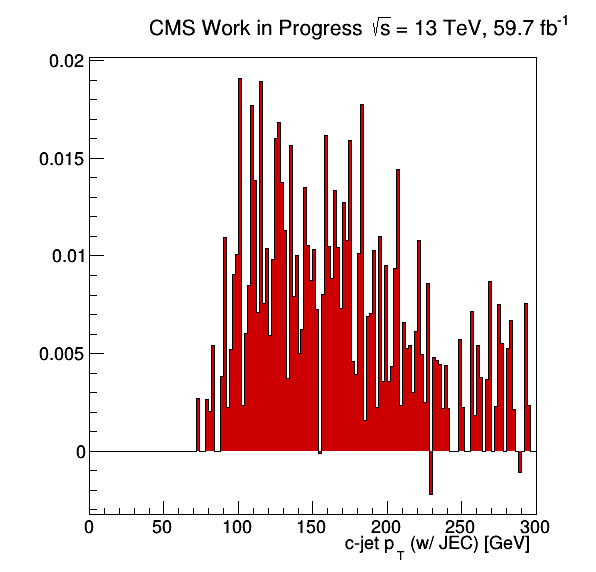 CMS Work in Progress √s = 13 TeV, 59.7 fb⁻¹
0.02
0.015
0.01
0.005
0
0 50 100 150 200 250 300
c-jet p_T (w/ JEC) [GeV]